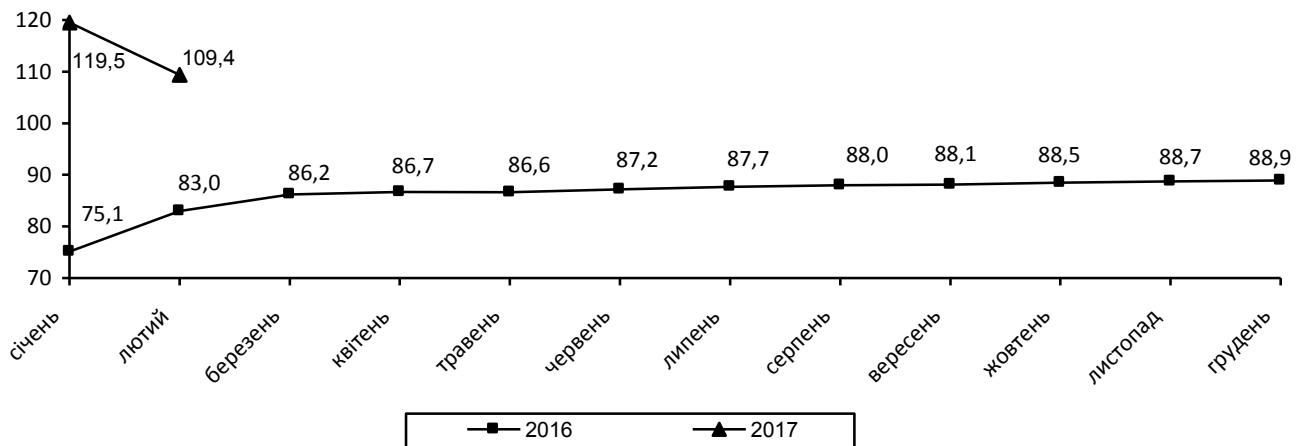 120
110
100
90
80
70
119,5
109,4
75,1
83,0
86,2
86,7
86,6
87,2
87,7
88,0
88,1
88,5
88,7
88,9
січень
лютий
березень
квітень
травень
червень
липень
серпень
вересень
жовтень
листопад
грудень
2016
2017